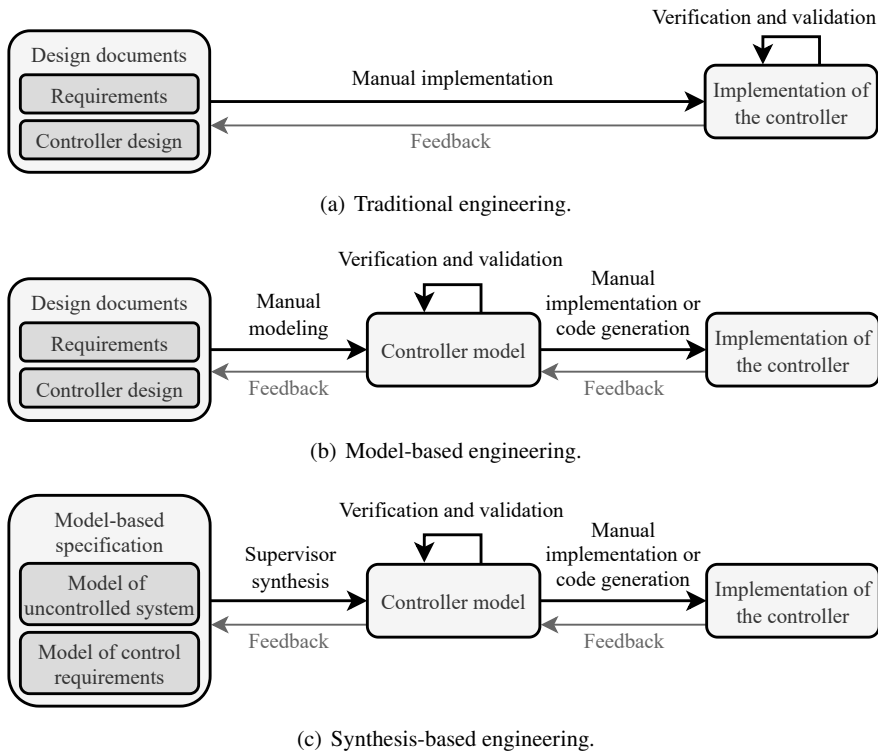 Verification and validation
Design documents
Requirements
Controller design
Manual implementation
Feedback
Implementation of
the controller
(a) Traditional engineering.
Verification and validation
Design documents
Requirements
Controller design
Manual
modeling
Feedback
Controller model
Manual
implementation or
code generation
Feedback
Implementation of
the controller
(b) Model-based engineering.
Verification and validation
Model-based
specification
Model of
uncontrolled system
Model of control
requirements
Supervisor
synthesis
Feedback
Controller model
Manual
implementation or
code generation
Feedback
Implementation of
the controller
(c) Synthesis-based engineering.